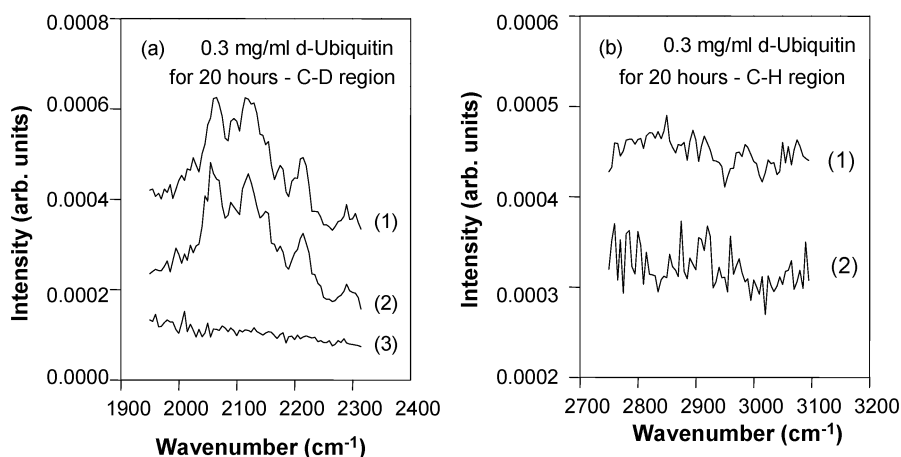 (a) 0.3 mg/ml d-Ubiquitin
for 20 hours - C-D region
Intensity (arb. units)
0.0008
0.0006
0.0004
0.0002
0.0000
(1)
(2)
(3)
1900 2000 2100 2200 2300 2400
Wavenumber (cm⁻¹)
(b) 0.3 mg/ml d-Ubiquitin
for 20 hours - C-H region
Intensity (arb. units)
0.0006
0.0005
0.0004
0.0003
0.0002
(1)
(2)
2700 2800 2900 3000 3100 3200
Wavenumber (cm⁻¹)